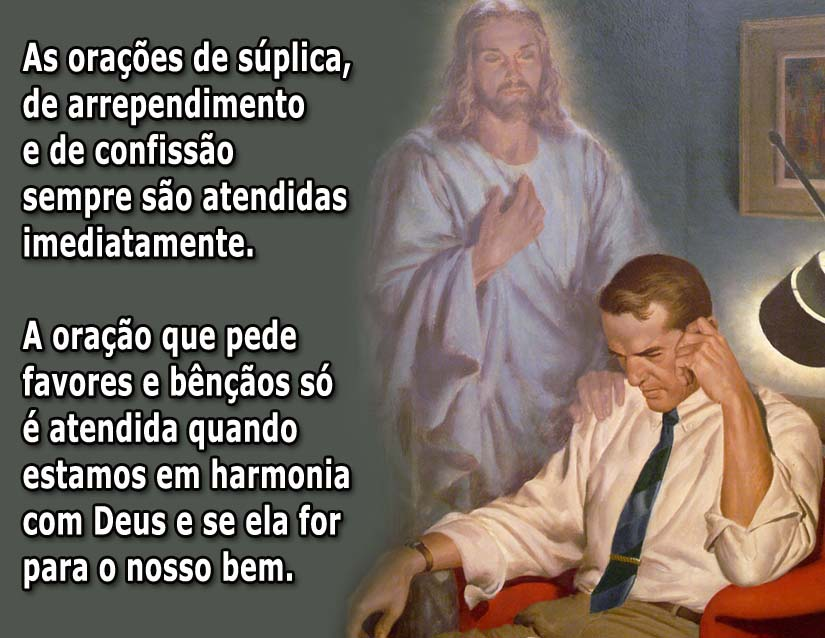 As orações de súplica,
de arrependimento
e de confissão
sempre são atendidas
imediatamente.
A oração que pede
favores e bênçãos só
é atendida quando
estamos em harmonia
com Deus e se ela for
para o nosso bem.